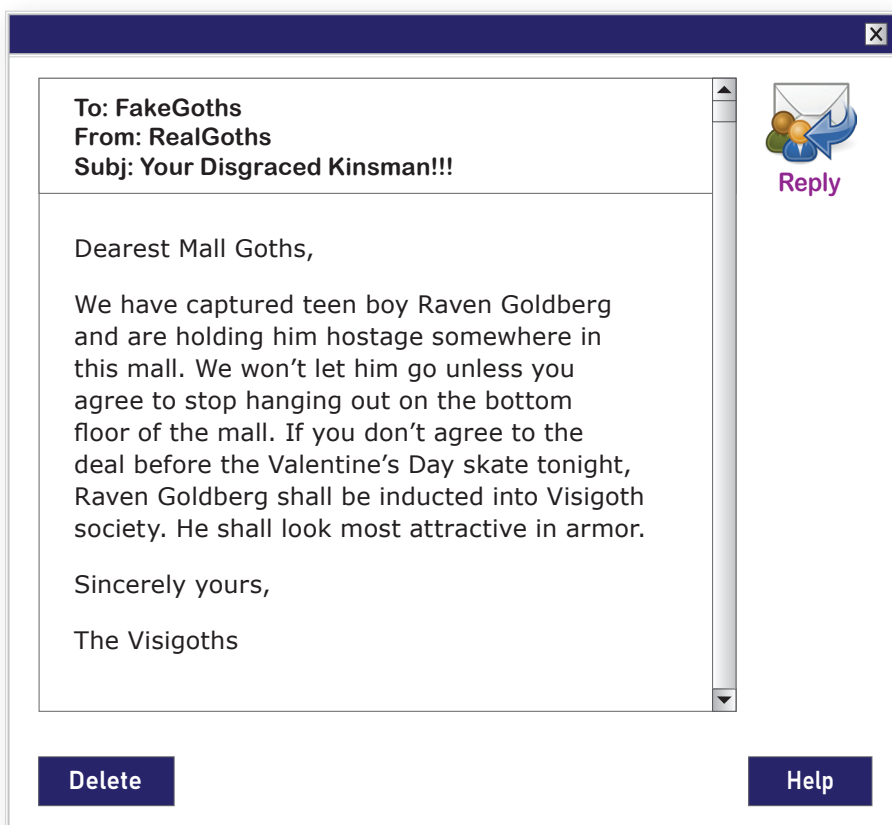 To: FakeGoths
From: RealGoths
Subj: Your Disgraced Kinsman!!!
Reply
Dearest Mall Goths,
We have captured teen boy Raven Goldberg
and are holding him hostage somewhere in
this mall. We won’t let him go unless you
agree to stop hanging out on the bottom
floor of the mall. If you don’t agree to the
deal before the Valentine’s Day skate tonight,
Raven Goldberg shall be inducted into Visigoth
society. He shall look most attractive in armor.
Sincerely yours,
The Visigoths
Delete
Help